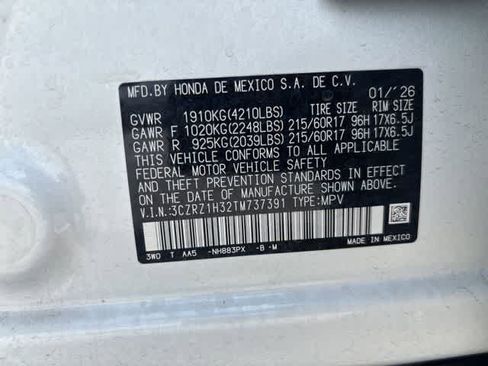 MFD.BY HONDA DE MEXICO S.A. DE C.V.
01/'26
GVWR 1910KG(4210LBS) TIRE SIZE RIM SIZE
GAWR F 1020KG(2248LBS) 215/60R17 96H 17X6.5J
GAWR R 925KG(2039LBS) 215/60R17 96H 17X6.5J
THIS VEHICLE CONFORMS TO ALL APPLICABLE
FEDERAL MOTOR VEHICLE SAFETY
AND THEFT PREVENTION STANDARDS IN EFFECT ON
THE DATE OF MANUFACTURE SHOWN ABOVE.
V.I.N.:3CZRZ1H32TM737391 TYPE:MPV
3W0 T AA5 -NH883PX -B-M MADE IN MEXICO